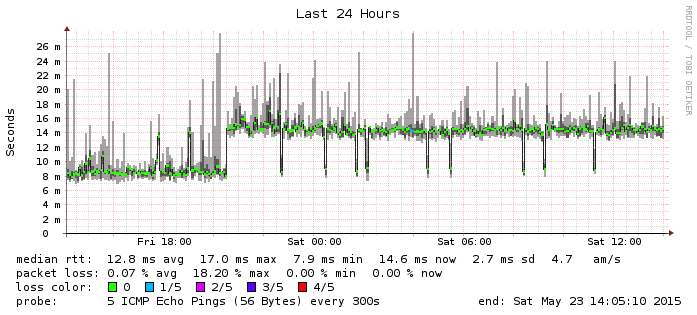 Last 24 Hours
RRDTOOL / TOBI OETIKER
Seconds
26 m
24 m
22 m
20 m
18 m
16 m
14 m
12 m
10 m
8 m
6 m
4 m
2 m
0
Fri 18:00 Sat 00:00 Sat 06:00 Sat 12:00
median rtt: 12.8 ms avg 17.0 ms max 7.9 ms min 14.6 ms now 2.7 ms sd 4.7 am/s
packet loss: 0.07 % avg 18.20 % max 0.00 % min 0.00 % now
loss color: 0 1/5 2/5 3/5 4/5
probe: 5 ICMP Echo Pings (56 Bytes) every 300s end: Sat May 23 14:05:10 2015